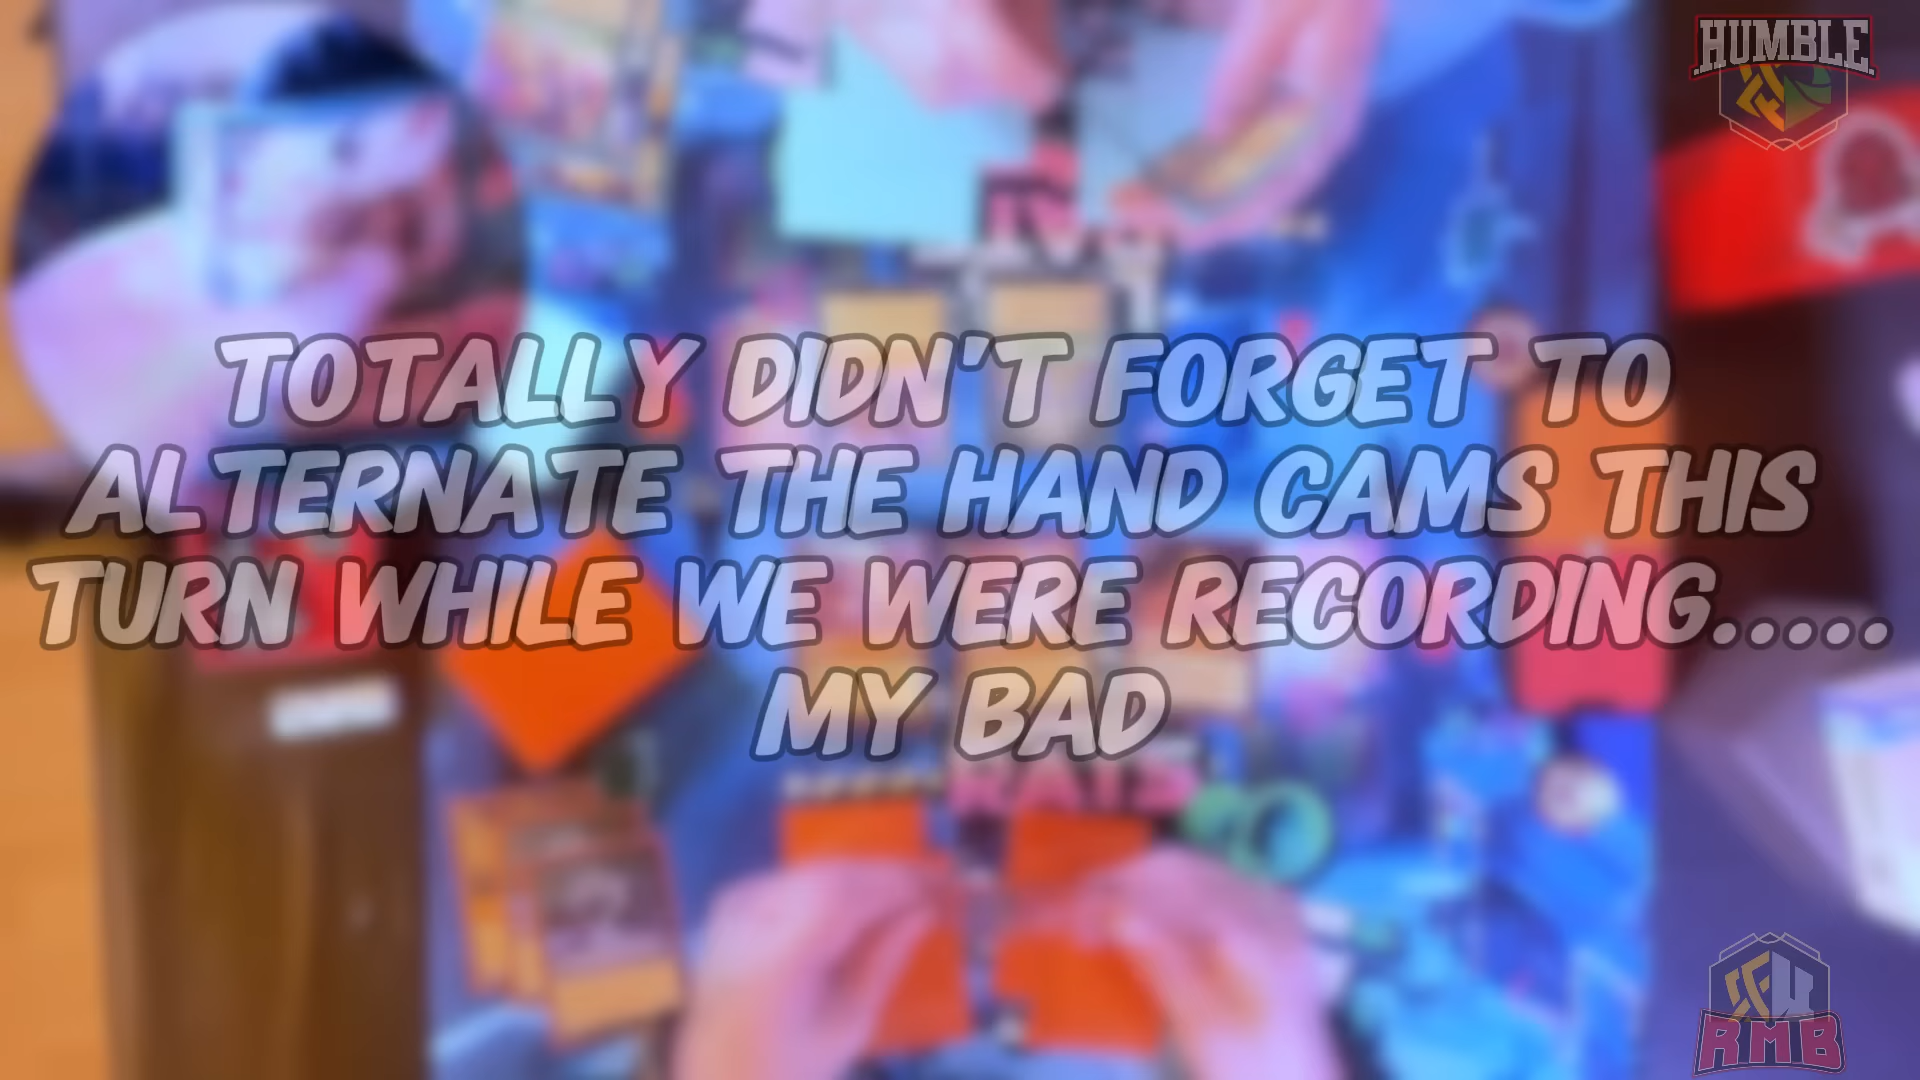 HUMBLE
TOTALLY DIDN'T FORGET TO
ALTERNATE THE HAND CAMS THIS
TURN WHILE WE WERE RECORDING.....
MY BAD
RMB